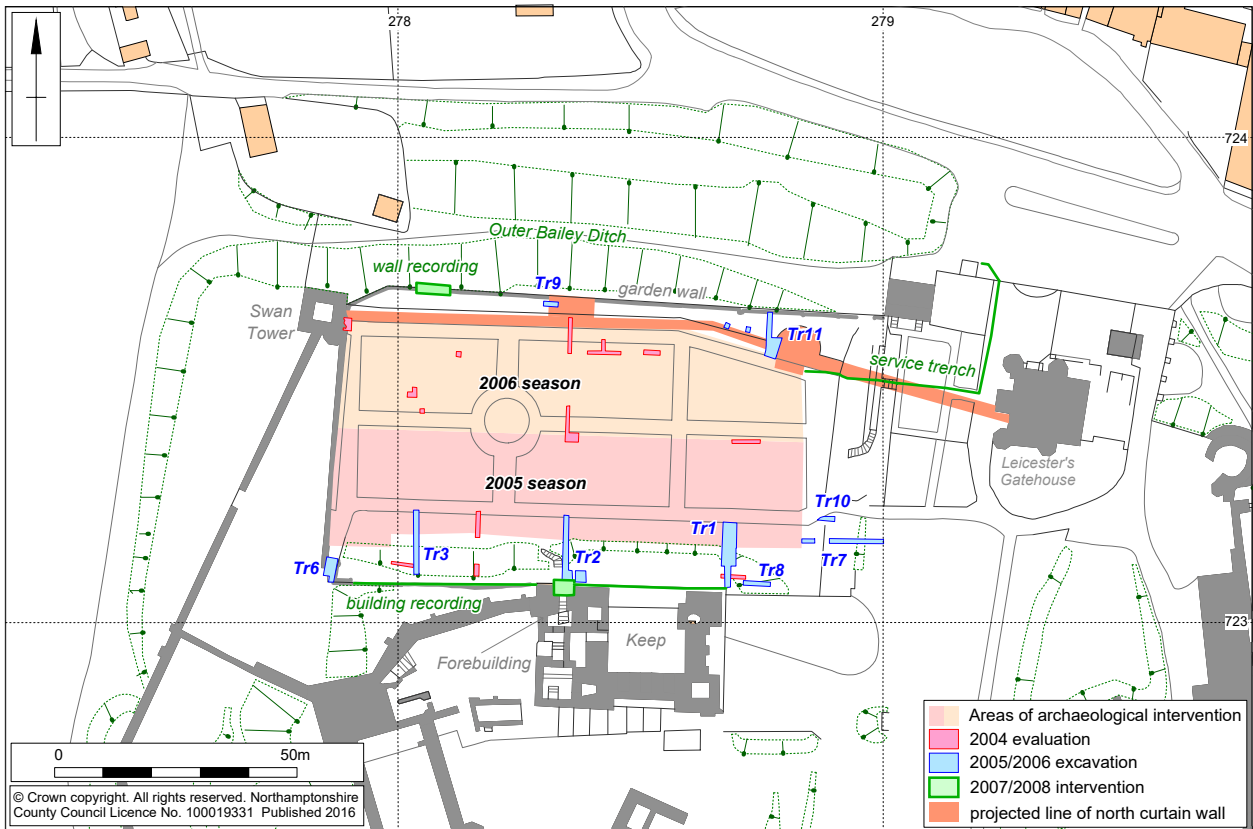 278
279
724
Outer Bailey Ditch
wall recording
Tr9
garden wall
Swan
Tower
Tr11
service trench
2006 season
Leicester's
Gatehouse
2005 season
Tr10
Tr1
Tr3
Tr2
Tr7
Tr6
Tr8
building recording
723
Keep
Forebuilding
0
50m
© Crown copyright. All rights reserved. Northamptonshire
County Council Licence No. 100019331 Published 2016
Areas of archaeological intervention
2004 evaluation
2005/2006 excavation
2007/2008 intervention
projected line of north curtain wall